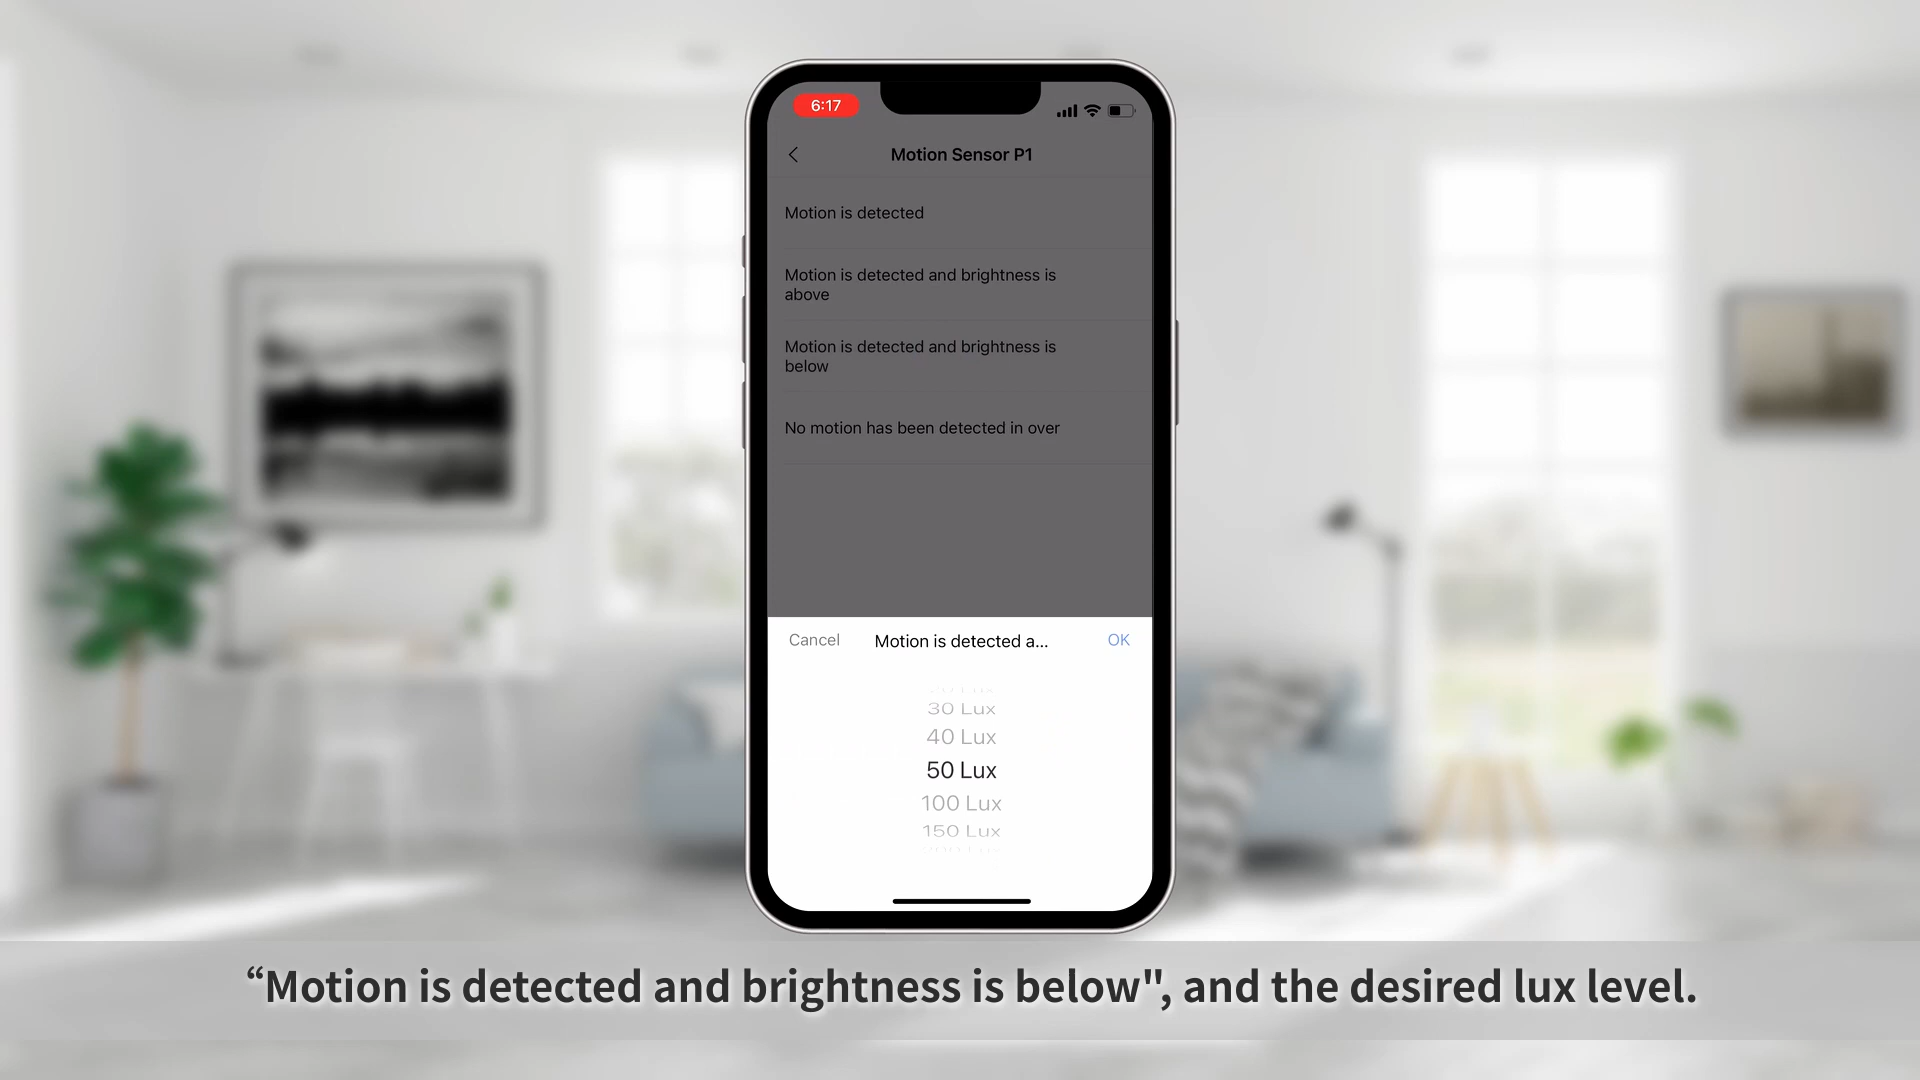 6:17
Motion Sensor P1
Motion is detected
Motion is detected and brightness is
above
Motion is detected and brightness is
below
No motion has been detected in over
Cancel
Motion is detected a...
OK
30 Lux
40 Lux
50 Lux
100 Lux
150 Lux
“Motion is detected and brightness is below", and the desired lux level.